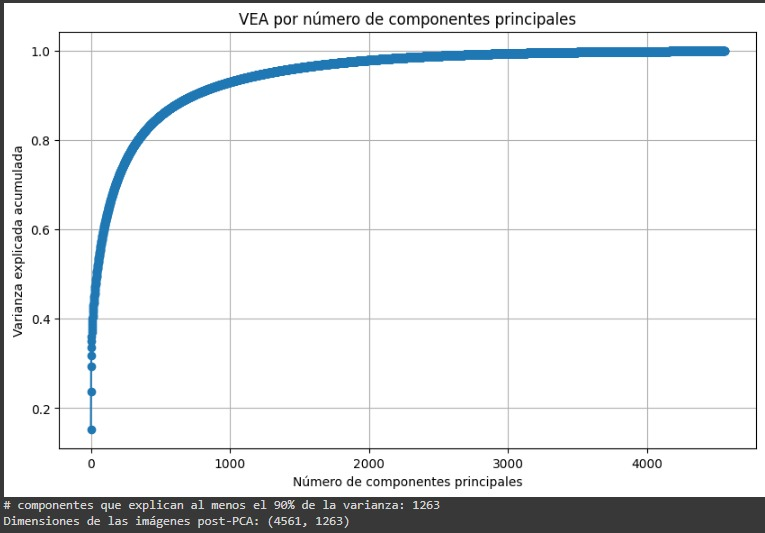 VEA por número de componentes principales
Varianza explicada acumulada
1.0
0.8
0.6
0.4
0.2
0 1000 2000 3000 4000
Número de componentes principales
# componentes que explican al menos el 90% de la varianza: 1263
Dimensiones de las imágenes post-PCA: (4561, 1263)